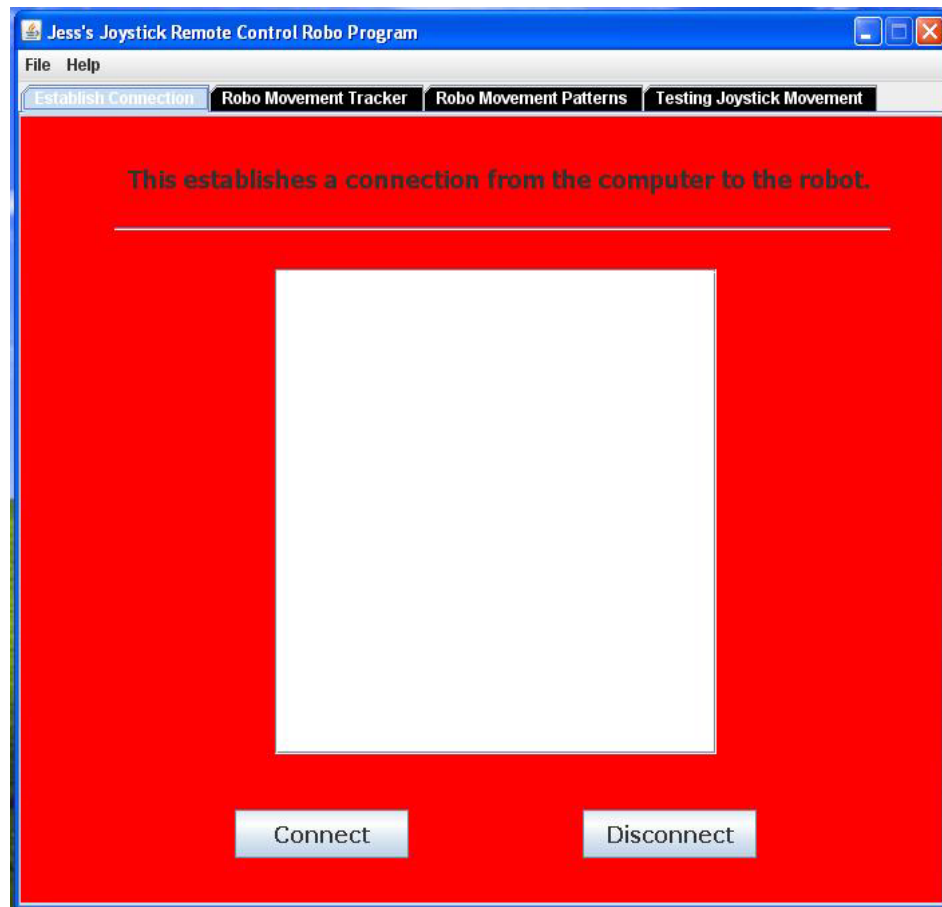 Jess's Joystick Remote Control Robo Program
File Help
Establish Connection Robo Movement Tracker Robo Movement Patterns Testing Joystick Movement
This establishes a connection from the computer to the robot.
Connect Disconnect